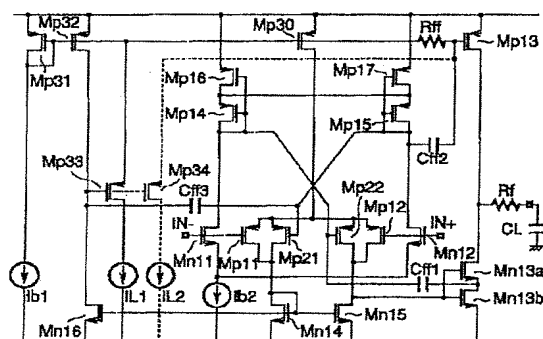 Mp32
Mp30
Rff
Mp13
Mp31
Mp16
Mp17
Mp14
Mp15
Cff2
Mp33
Mp34
Cff3
Mp22
Mp12
Rf
IN-
IN+
CL
Mn11
Mp11
Mp21
Mn12
Cff1
Mn13a
Ib1
IL1
IL2
Ib2
Mn13b
Mn16
Mn14
Mn15